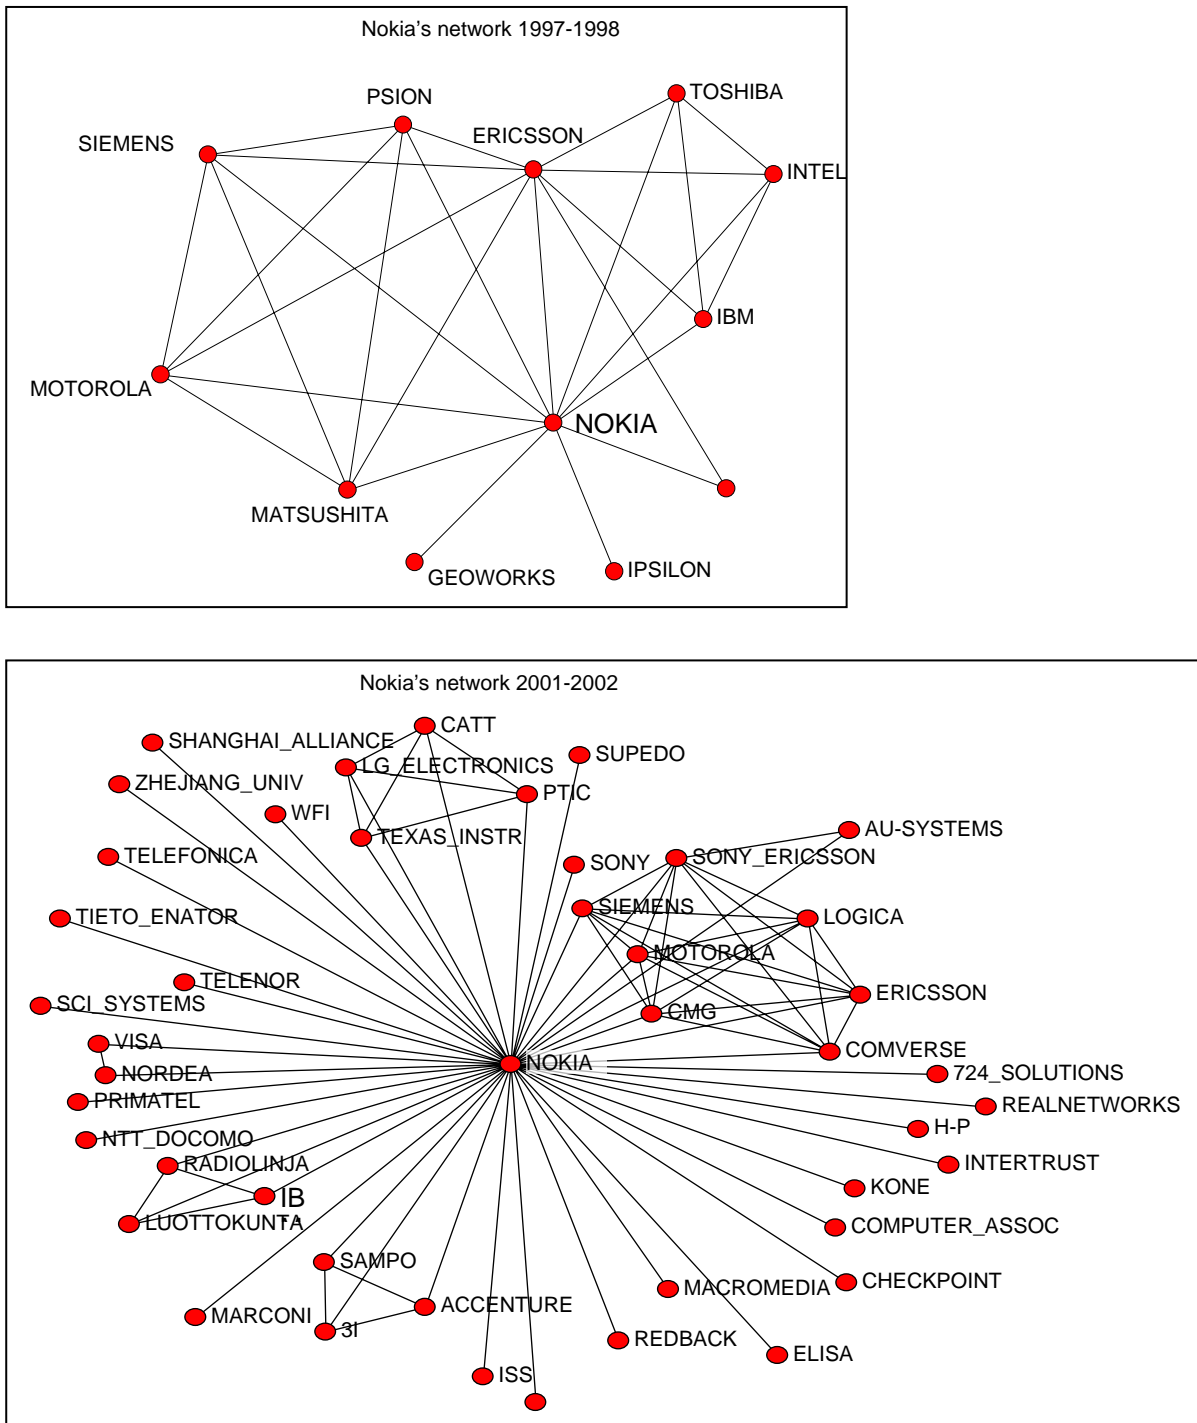 Nokia's network 1997-1998
TOSHIBA
PSION
ERICSSON
SIEMENS
INTEL
IBM
MOTOROLA
NOKIA
MATSUSHITA
GEOWORKS
IPSILON
Nokia's network 2001-2002
CATT
SHANGHAI_ALLIANCE
SUPEDO
LG_ELECTRONICS
ZHEJIANG_UNIV
PTIC
WFI
AU-SYSTEMS
TEXAS_INSTR
TELEFONICA
SONY
SONY_ERICSSON
SIEMENS
TIETO_ENATOR
LOGICA
MOTOROLA
TELENOR
ERICSSON
SCI_SYSTEMS
CMG
VISA
COMVERSE
NOKIA
NORDEA
724_SOLUTIONS
PRIMATEL
REALNETWORKS
H-P
NTT_DOCOMO
RADIOLINJA
INTERTRUST
KONE
IB
LUOTTOKUNTA
COMPUTER_ASSOC
SAMPO
CHECKPOINT
MACROMEDIA
ACCENTURE
MARCONI
3I
REDBACK
ELISA
ISS